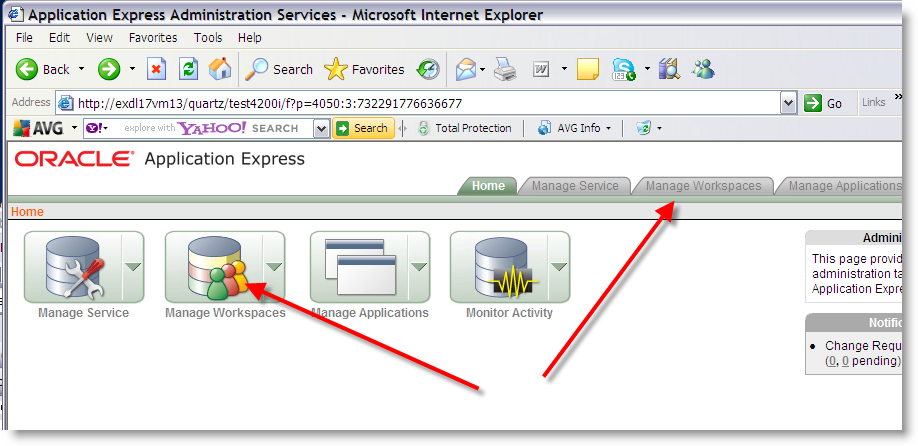 Application Express Administration Services - Microsoft Internet Explorer
File Edit View Favorites Tools Help
Back Search Favorites
Address http://exdl17vm13/quartz/test4200i/f?p=4050:3:732291776636677 Go Links »
AVG Y! explore with YAHOO! SEARCH Search Total Protection AVG Info
ORACLE Application Express
Home Manage Service Manage Workspaces Manage Applications
Home
Manage Service Manage Workspaces Manage Applications Monitor Activity
Admini
This page provid
administration ta
Application Expre
Notific
Change Requ
(0, 0 pending)